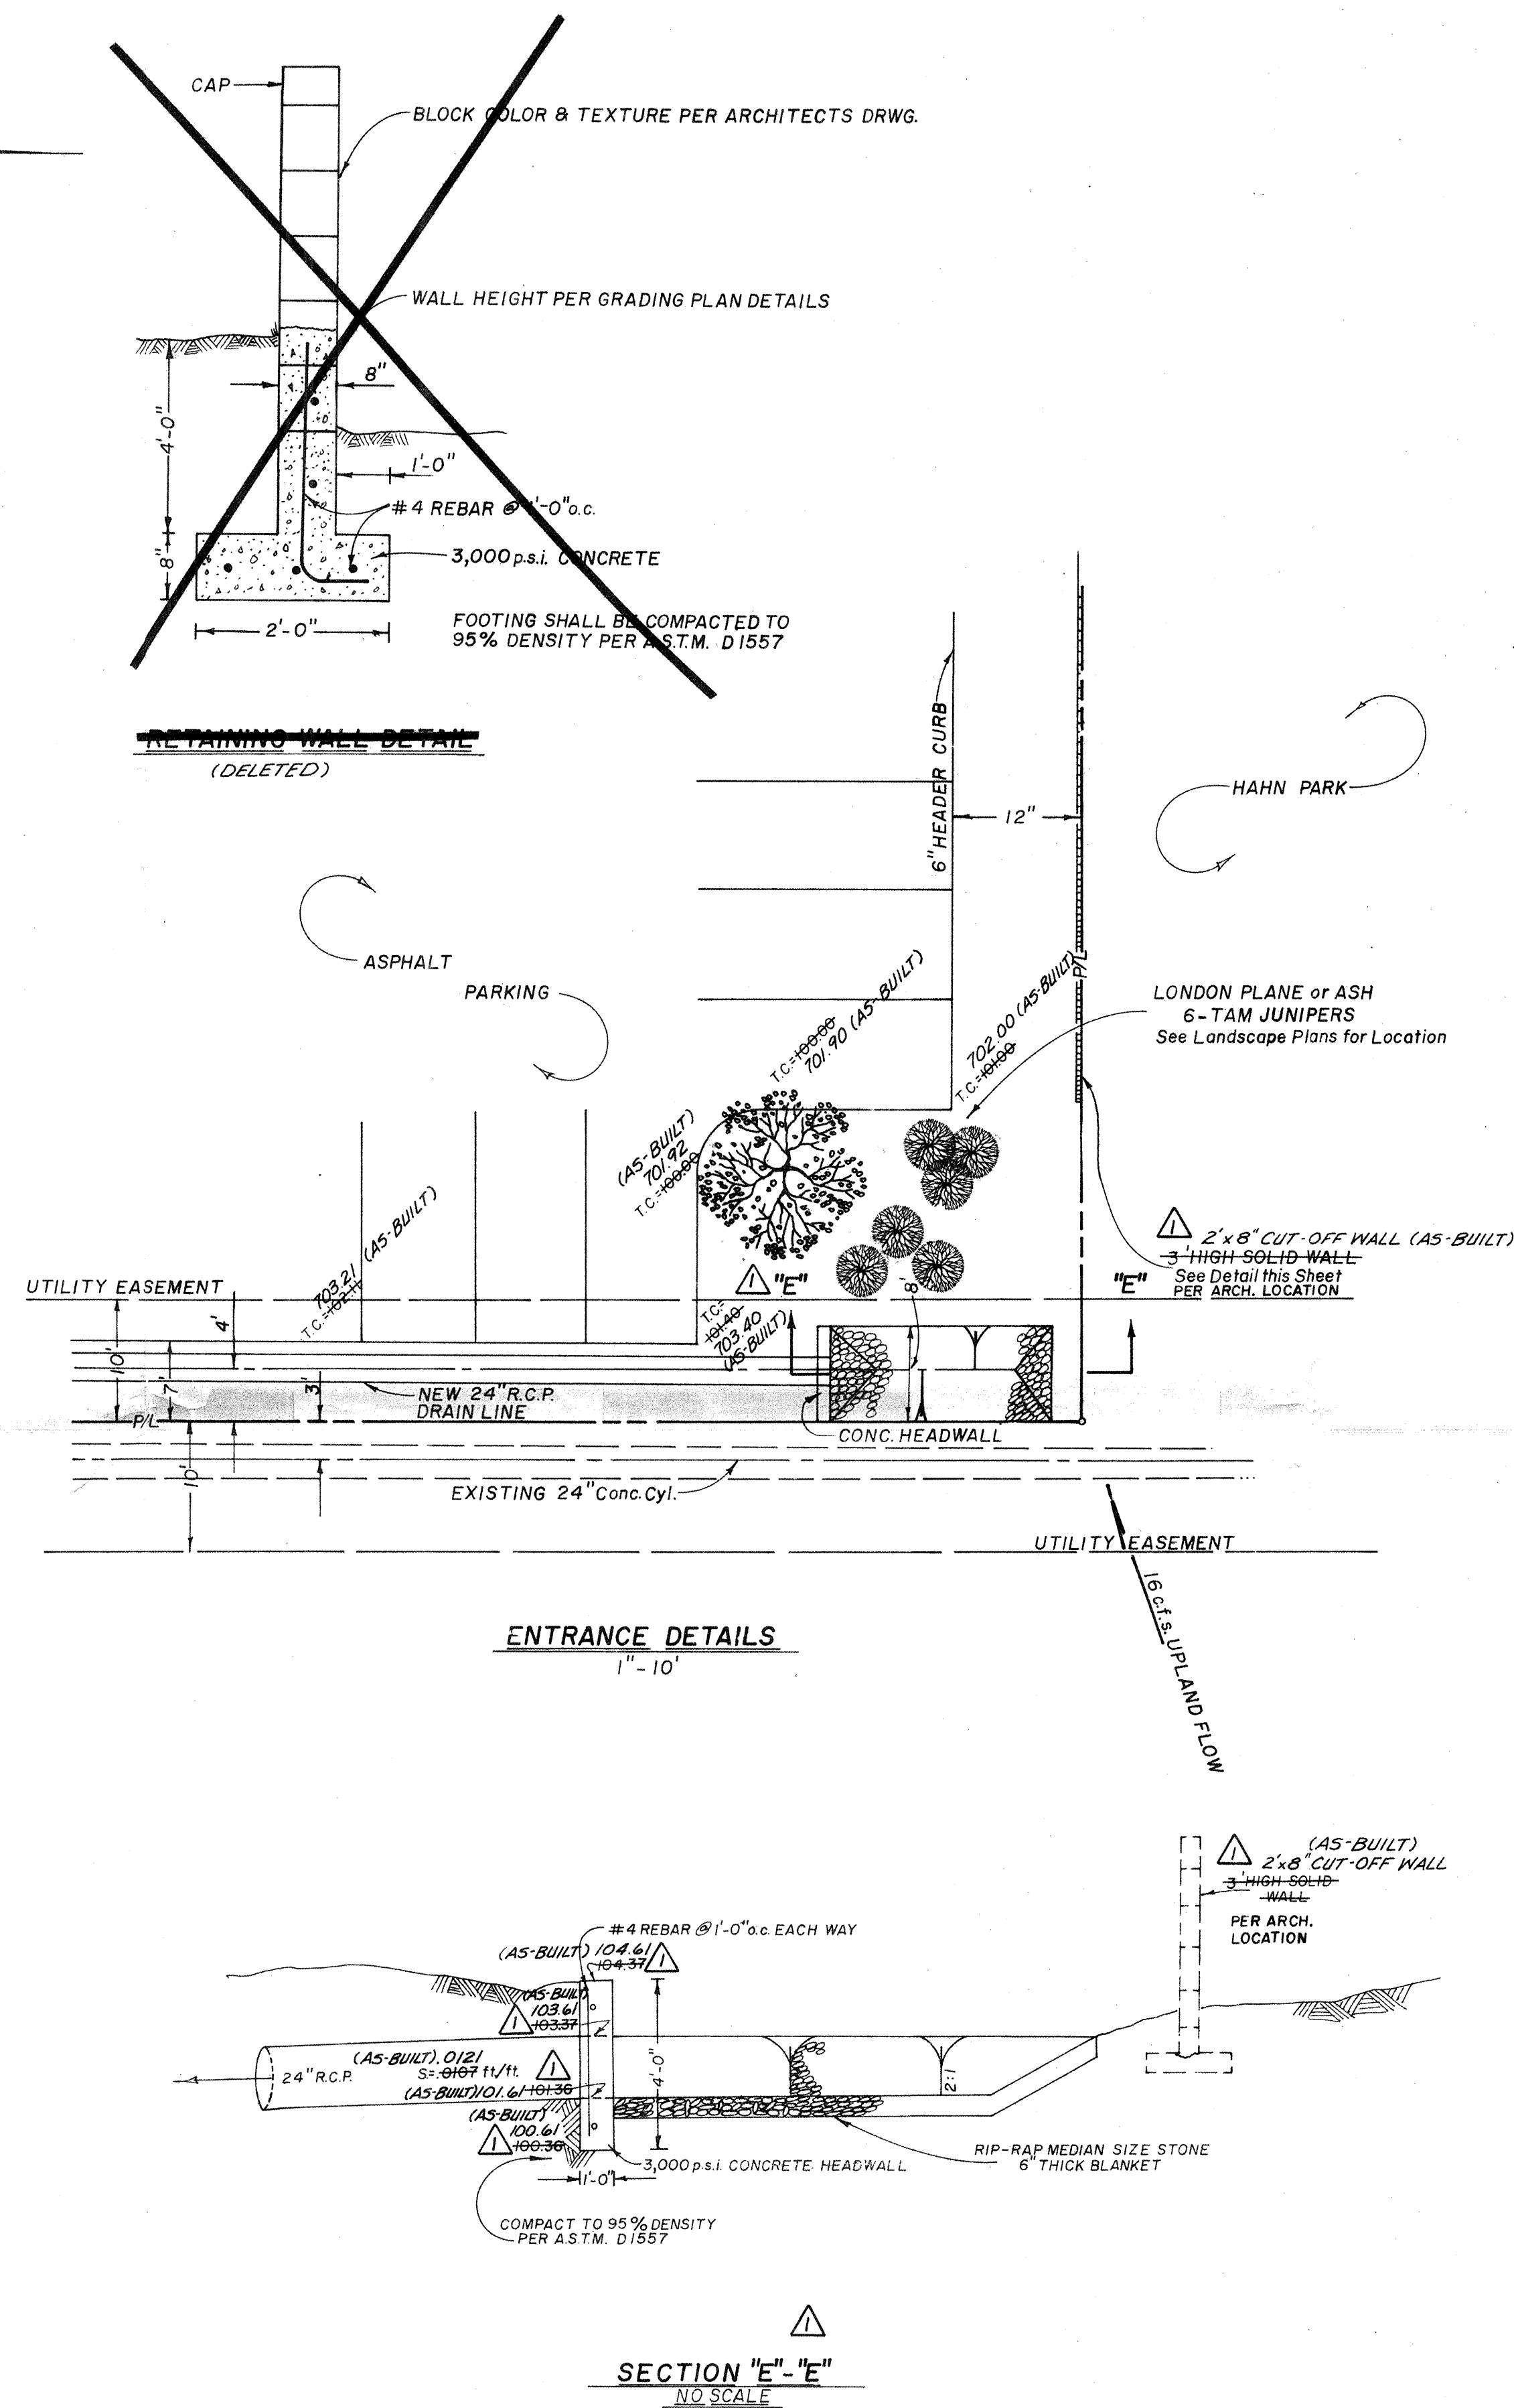 CAP
BLOCK COLOR & TEXTURE PER ARCHITECTS DRWG.
WALL HEIGHT PER GRADING PLAN DETAILS
8"
4'-0"
1'-0"
#4 REBAR @ 1'-0" o.c.
8"
3,000 p.s.i. CONCRETE
2'-0"
FOOTING SHALL BE COMPACTED TO
95% DENSITY PER A.S.T.M. D1557
RETAINING WALL DETAIL
(DELETED)
6" HEADER CURB
12"
HAHN PARK
ASPHALT
PARKING
P/L
LONDON PLANE or ASH
6-TAM JUNIPERS
See Landscape Plans for Location
T.C.=100.00
701.90 (AS-BUILT)
702.00 (AS-BUILT)
T.C.=101.00
(AS-BUILT)
701.92
T.C.=100.00
703.21 (AS-BUILT)
T.C.=102.11
1
2'x8" CUT-OFF WALL (AS-BUILT)
3'HIGH SOLID WALL
See Detail this Sheet
PER ARCH. LOCATION
UTILITY EASEMENT
1
"E"
"E"
T.C.=
101.40
703.40
(AS-BUILT)
8'
4'
10'
7'
3'
NEW 24" R.C.P.
DRAIN LINE
P/L
CONC. HEADWALL
10'
EXISTING 24" Conc. Cyl.
UTILITY EASEMENT
16 c.f.s. UPLAND FLOW
ENTRANCE DETAILS
1"-10'
1
(AS-BUILT)
2'x8" CUT-OFF WALL
3'HIGH SOLID
WALL
PER ARCH.
LOCATION
#4 REBAR @ 1'-0" o.c. EACH WAY
(AS-BUILT) 104.61
104.37
1
(AS-BUILT)
103.61
1
103.37
(AS-BUILT) .0121
24" R.C.P.
S=.0107 ft/ft.
1
(AS-BUILT) 101.61 101.36
4'-0"
2:1
(AS-BUILT)
100.61
1
100.36
1'-0"
3,000 p.s.i. CONCRETE HEADWALL
RIP-RAP MEDIAN SIZE STONE
6" THICK BLANKET
COMPACT TO 95% DENSITY
PER A.S.T.M. D1557
1
SECTION "E"-"E"
NO SCALE